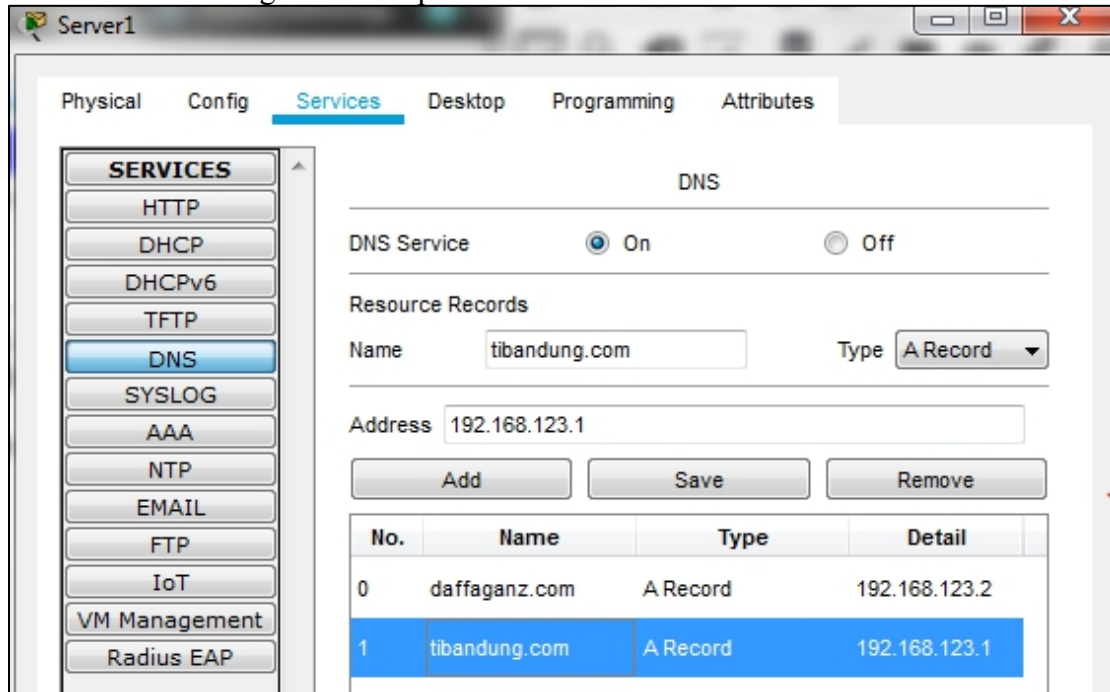 Server1
Physical Config Services Desktop Programming Attributes
SERVICES
HTTP
DHCP
DHCPv6
TFTP
DNS
SYSLOG
AAA
NTP
EMAIL
FTP
IoT
VM Management
Radius EAP
DNS
DNS Service On Off
Resource Records
Name tibandung.com Type A Record
Address 192.168.123.1
Add Save Remove
No. Name Type Detail
0 daffaganz.com A Record 192.168.123.2
1 tibandung.com A Record 192.168.123.1